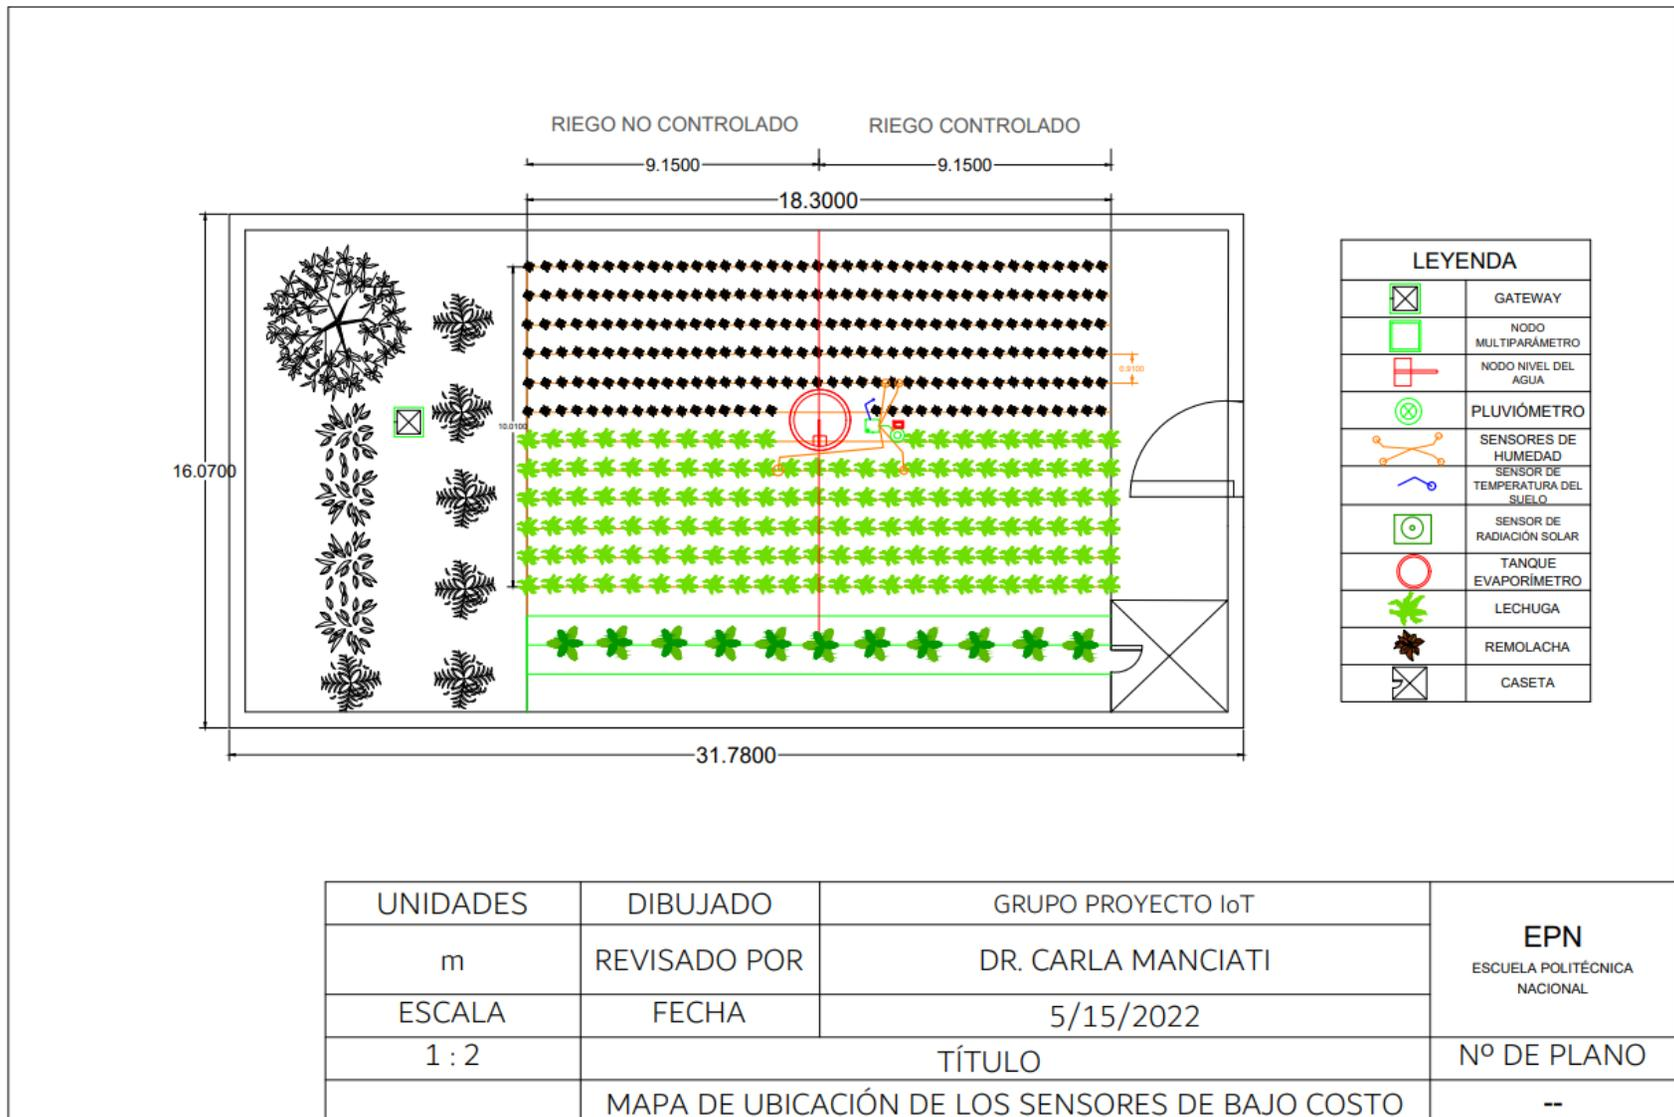 RIEGO NO CONTROLADO
RIEGO CONTROLADO
9.1500
9.1500
18.3000
16.0700
10.0100
0.9100
31.7800
LEYENDA
GATEWAY
NODO
MULTIPARÁMETRO
NODO NIVEL DEL
AGUA
PLUVIÓMETRO
SENSORES DE
HUMEDAD
SENSOR DE
TEMPERATURA DEL
SUELO
SENSOR DE
RADIACIÓN SOLAR
TANQUE
EVAPORÍMETRO
LECHUGA
REMOLACHA
CASETA
UNIDADES
DIBUJADO
GRUPO PROYECTO IoT
m
REVISADO POR
DR. CARLA MANCIATI
EPN
ESCUELA POLITÉCNICA
NACIONAL
ESCALA
FECHA
5/15/2022
1 : 2
TÍTULO
Nº DE PLANO
MAPA DE UBICACIÓN DE LOS SENSORES DE BAJO COSTO
--